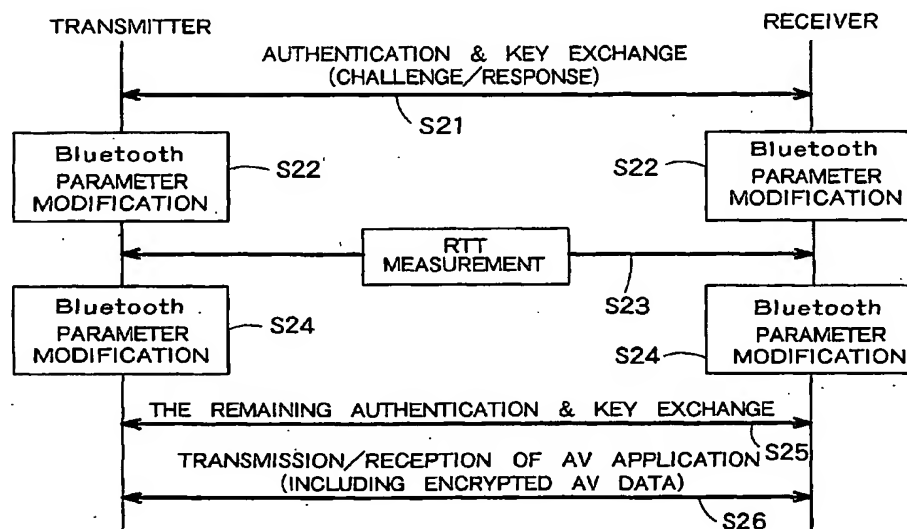 TRANSMITTER
RECEIVER
AUTHENTICATION & KEY EXCHANGE
(CHALLENGE/RESPONSE)
S21
Bluetooth
PARAMETER
MODIFICATION
S22
Bluetooth
PARAMETER
MODIFICATION
S22
RTT
MEASUREMENT
S23
Bluetooth
PARAMETER
MODIFICATION
S24
Bluetooth
PARAMETER
MODIFICATION
S24
THE REMAINING AUTHENTICATION & KEY EXCHANGE
S25
TRANSMISSION/RECEPTION OF AV APPLICATION
(INCLUDING ENCRYPTED AV DATA)
S26